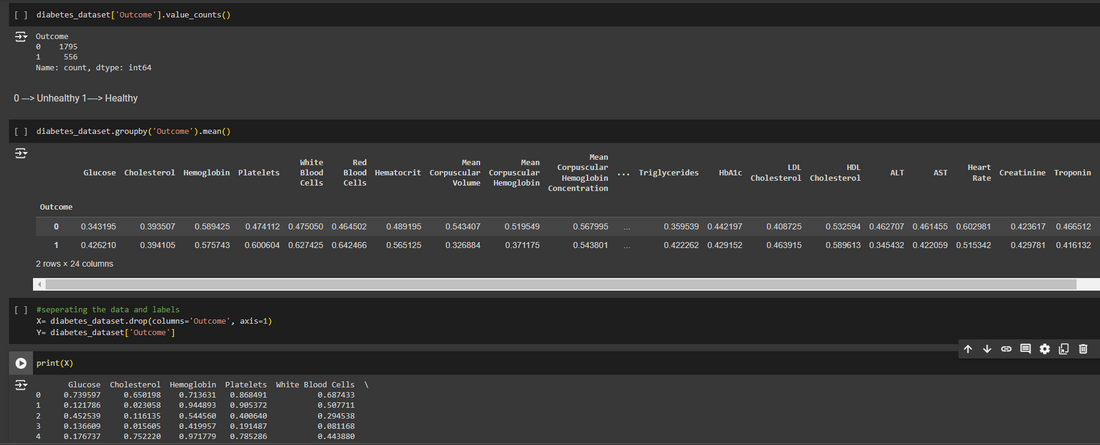 [ ] diabetes_dataset['Outcome'].value_counts()
Outcome
0 1795
1 556
Name: count, dtype: int64
0 —> Unhealthy 1—–> Healthy
[ ] diabetes_dataset.groupby('Outcome').mean()
Glucose Cholesterol Hemoglobin Platelets White Blood Cells Red Blood Cells Hematocrit Mean Corpuscular Volume Mean Corpuscular Hemoglobin Mean Corpuscular Hemoglobin Concentration ... Triglycerides HbA1c LDL Cholesterol HDL Cholesterol ALT AST Heart Rate Creatinine Troponin
Outcome
0 0.343195 0.393507 0.589425 0.474112 0.475050 0.464502 0.489195 0.543407 0.519549 0.567995 ... 0.359539 0.442197 0.408725 0.532594 0.462707 0.461455 0.602981 0.423617 0.466512
1 0.426210 0.394105 0.575743 0.600604 0.627425 0.642466 0.565125 0.326884 0.371175 0.543801 ... 0.422262 0.429152 0.463915 0.589613 0.345432 0.422059 0.515342 0.429781 0.416132
2 rows × 24 columns
[ ] #seperating the data and labels
X= diabetes_dataset.drop(columns='Outcome', axis=1)
Y= diabetes_dataset['Outcome']
print(X)
Glucose Cholesterol Hemoglobin Platelets White Blood Cells \
0 0.739597 0.650198 0.713631 0.868491 0.687433
1 0.121786 0.023058 0.944893 0.905372 0.507711
2 0.452539 0.116135 0.544560 0.400640 0.294538
3 0.136609 0.015605 0.419957 0.191487 0.081168
4 0.176737 0.752220 0.971779 0.785286 0.443880